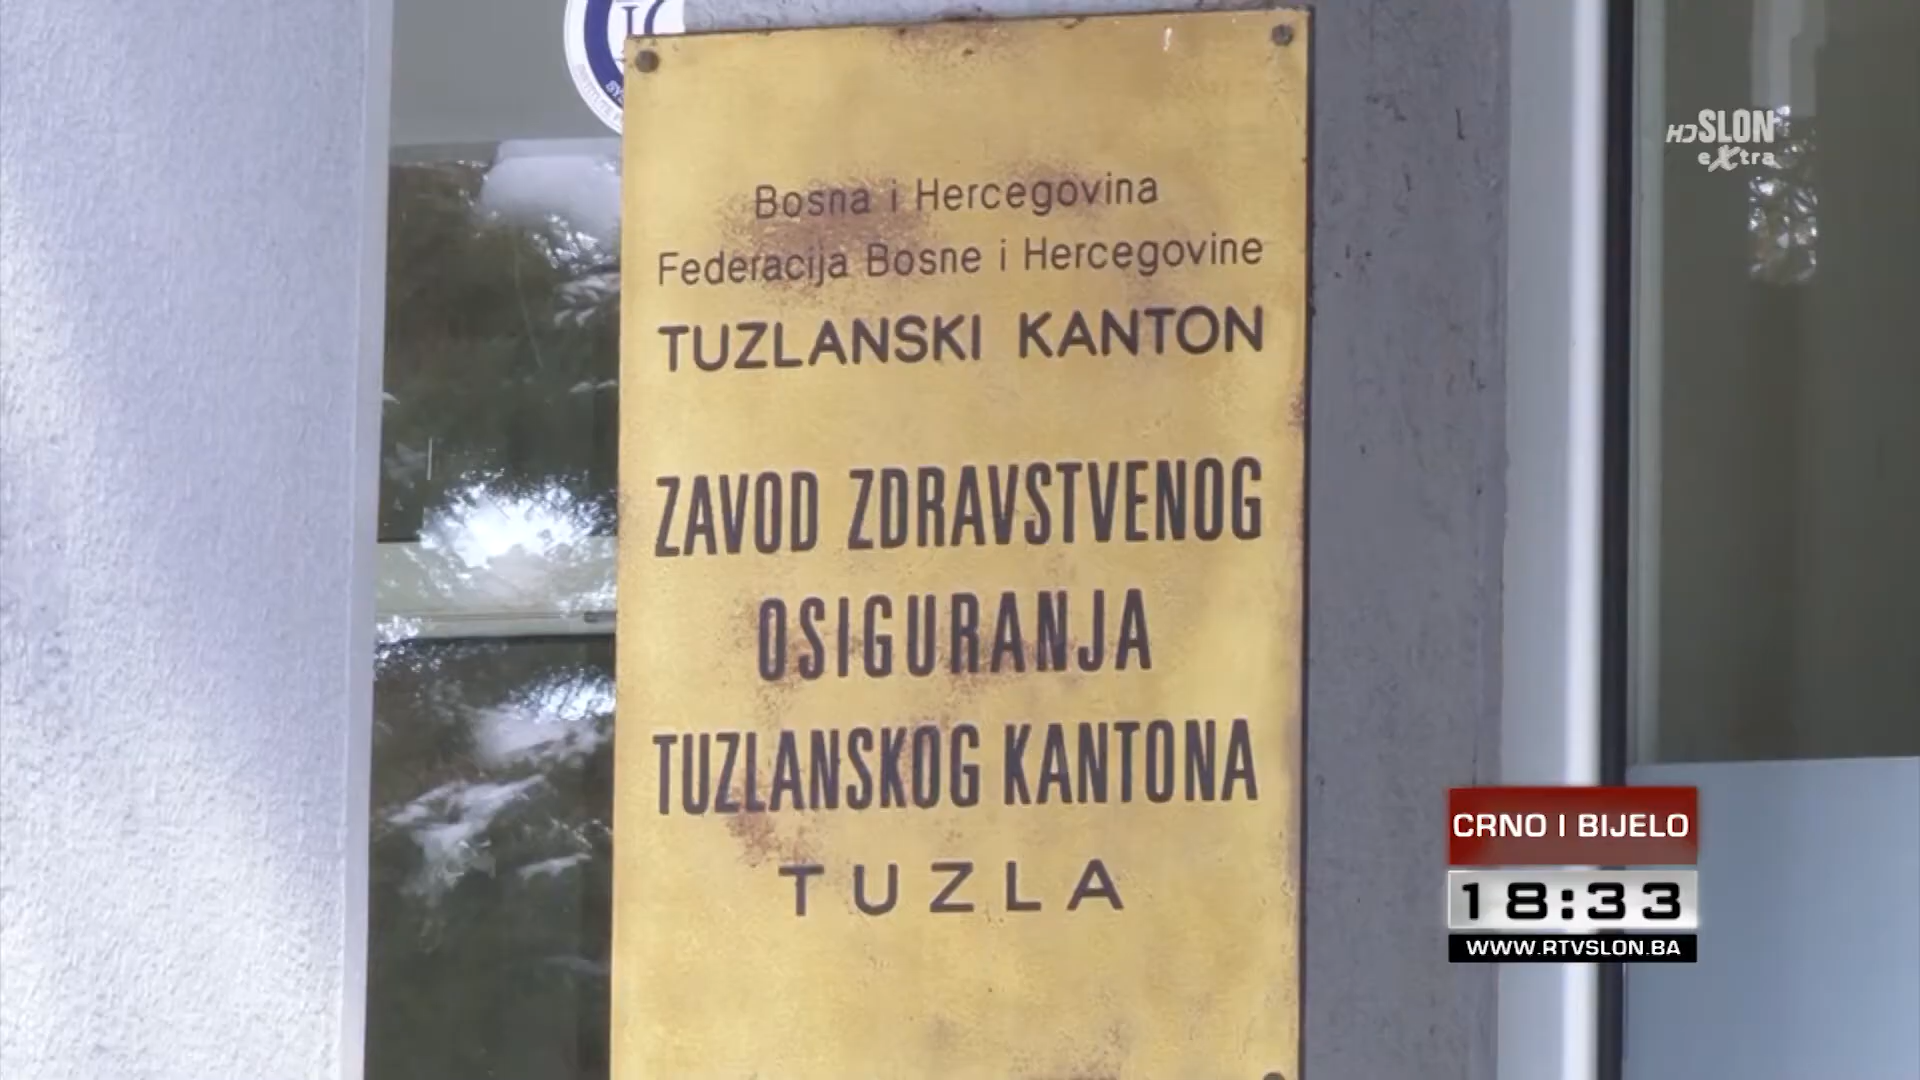 Bosna i Hercegovina
Federacija Bosne i Hercegovine
TUZLANSKI KANTON
ZAVOD ZDRAVSTVENOG
OSIGURANJA
TUZLANSKOG KANTONA
TUZLA
HD SLON
eXtra
CRNO I BIJELO
18:33
WWW.RTVSLON.BA